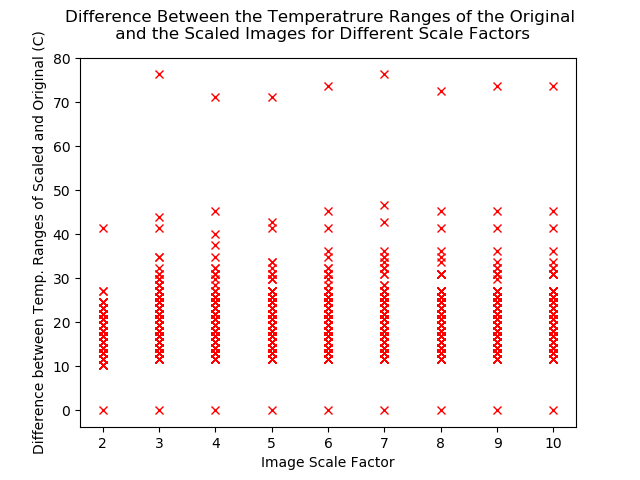 Difference Between the Temperatrure Ranges of the Original
and the Scaled Images for Different Scale Factors
Difference between Temp. Ranges of Scaled and Original (C)
80
70
60
50
40
30
20
10
0
2 3 4 5 6 7 8 9 10
Image Scale Factor